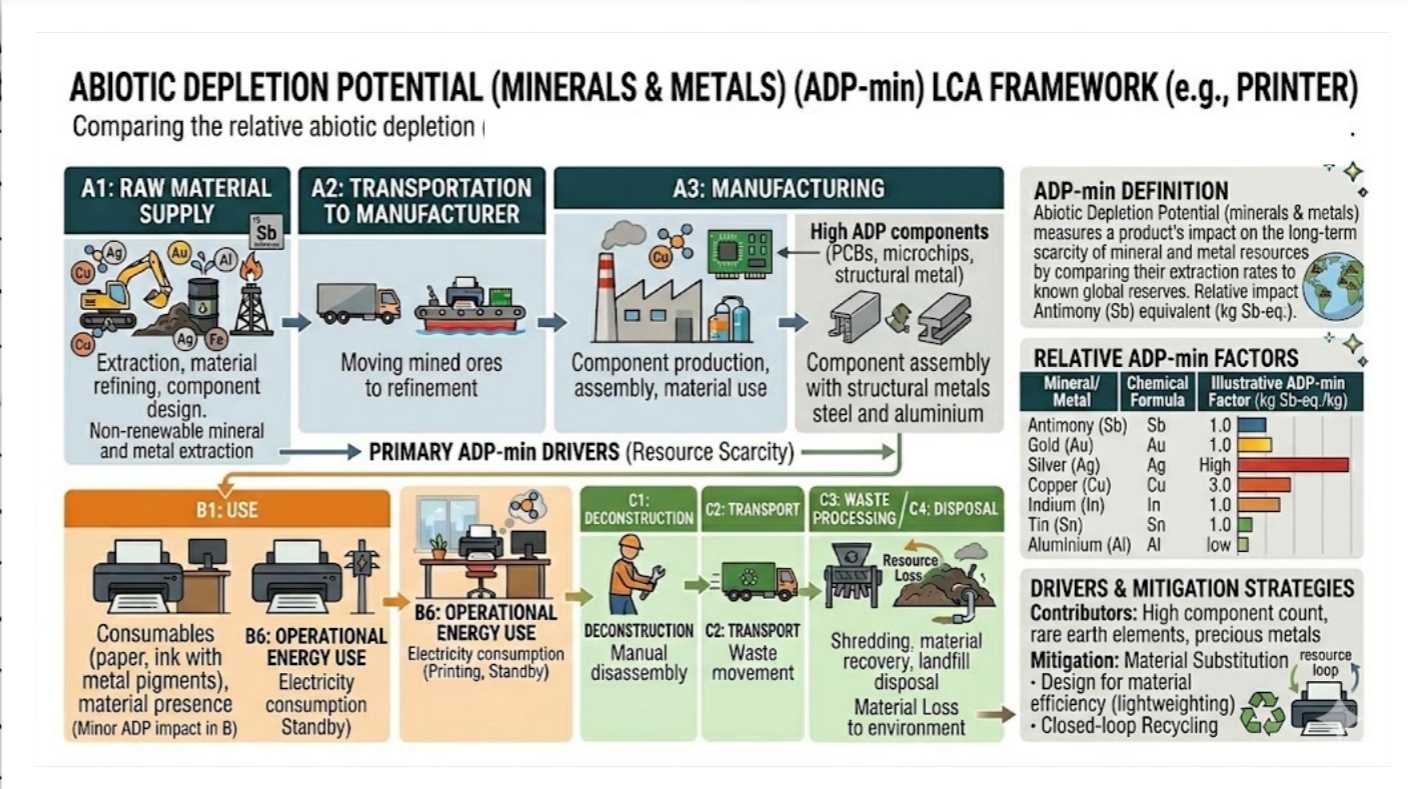 ABIOTIC DEPLETION POTENTIAL (MINERALS & METALS) (ADP-min) LCA FRAMEWORK (e.g., PRINTER)
Comparing the relative abiotic depletion (
.
A1: RAW MATERIAL
SUPPLY
Sb
Ag
Au
Al
Cu
Cu
Ag
Fe
Extraction, material
refining, component
design.
Non-renewable mineral
and metal extraction
A2: TRANSPORTATION
TO MANUFACTURER
Moving mined ores
to refinement
A3: MANUFACTURING
Cu
Component production,
assembly, material use
High ADP components
(PCBs, microchips,
structural metal)
Component assembly
with structural metals
steel and aluminium
PRIMARY ADP-min DRIVERS (Resource Scarcity)
B1: USE
Consumables
(paper, ink with
metal pigments),
material presence
(Minor ADP impact in B)
B6: OPERATIONAL
ENERGY USE
Electricity
consumption
Standby)
B6: OPERATIONAL
ENERGY USE
Electricity consumption
(Printing, Standby)
C1:
DECONSTRUCTION
DECONSTRUCTION
Manual
disassembly
C2: TRANSPORT
C2: TRANSPORT
Waste
movement
C3: WASTE
PROCESSING
/ C4: DISPOSAL
Resource
Loss
Shredding, material
recovery, landfill
disposal
Material Loss
to environment
ADP-min DEFINITION
Abiotic Depletion Potential (minerals & metals)
measures a product's impact on the long-term
scarcity of mineral and metal resources
by comparing their extraction rates to
known global reserves. Relative impact
Antimony (Sb) equivalent (kg Sb-eq.).
RELATIVE ADP-min FACTORS
Mineral/
Metal
Chemical
Formula
Illustrative ADP-min
Factor (kg Sb-eq./kg)
Antimony (Sb) Sb 1.0
Gold (Au) Au 1.0
Silver (Ag) Ag High
Copper (Cu) Cu 3.0
Indium (In) In 1.0
Tin (Sn) Sn 1.0
Aluminium (Al) Al low
DRIVERS & MITIGATION STRATEGIES
Contributors: High component count,
rare earth elements, precious metals
Mitigation: Material Substitution
• Design for material
efficiency (lightweighting)
• Closed-loop Recycling
resource
loop